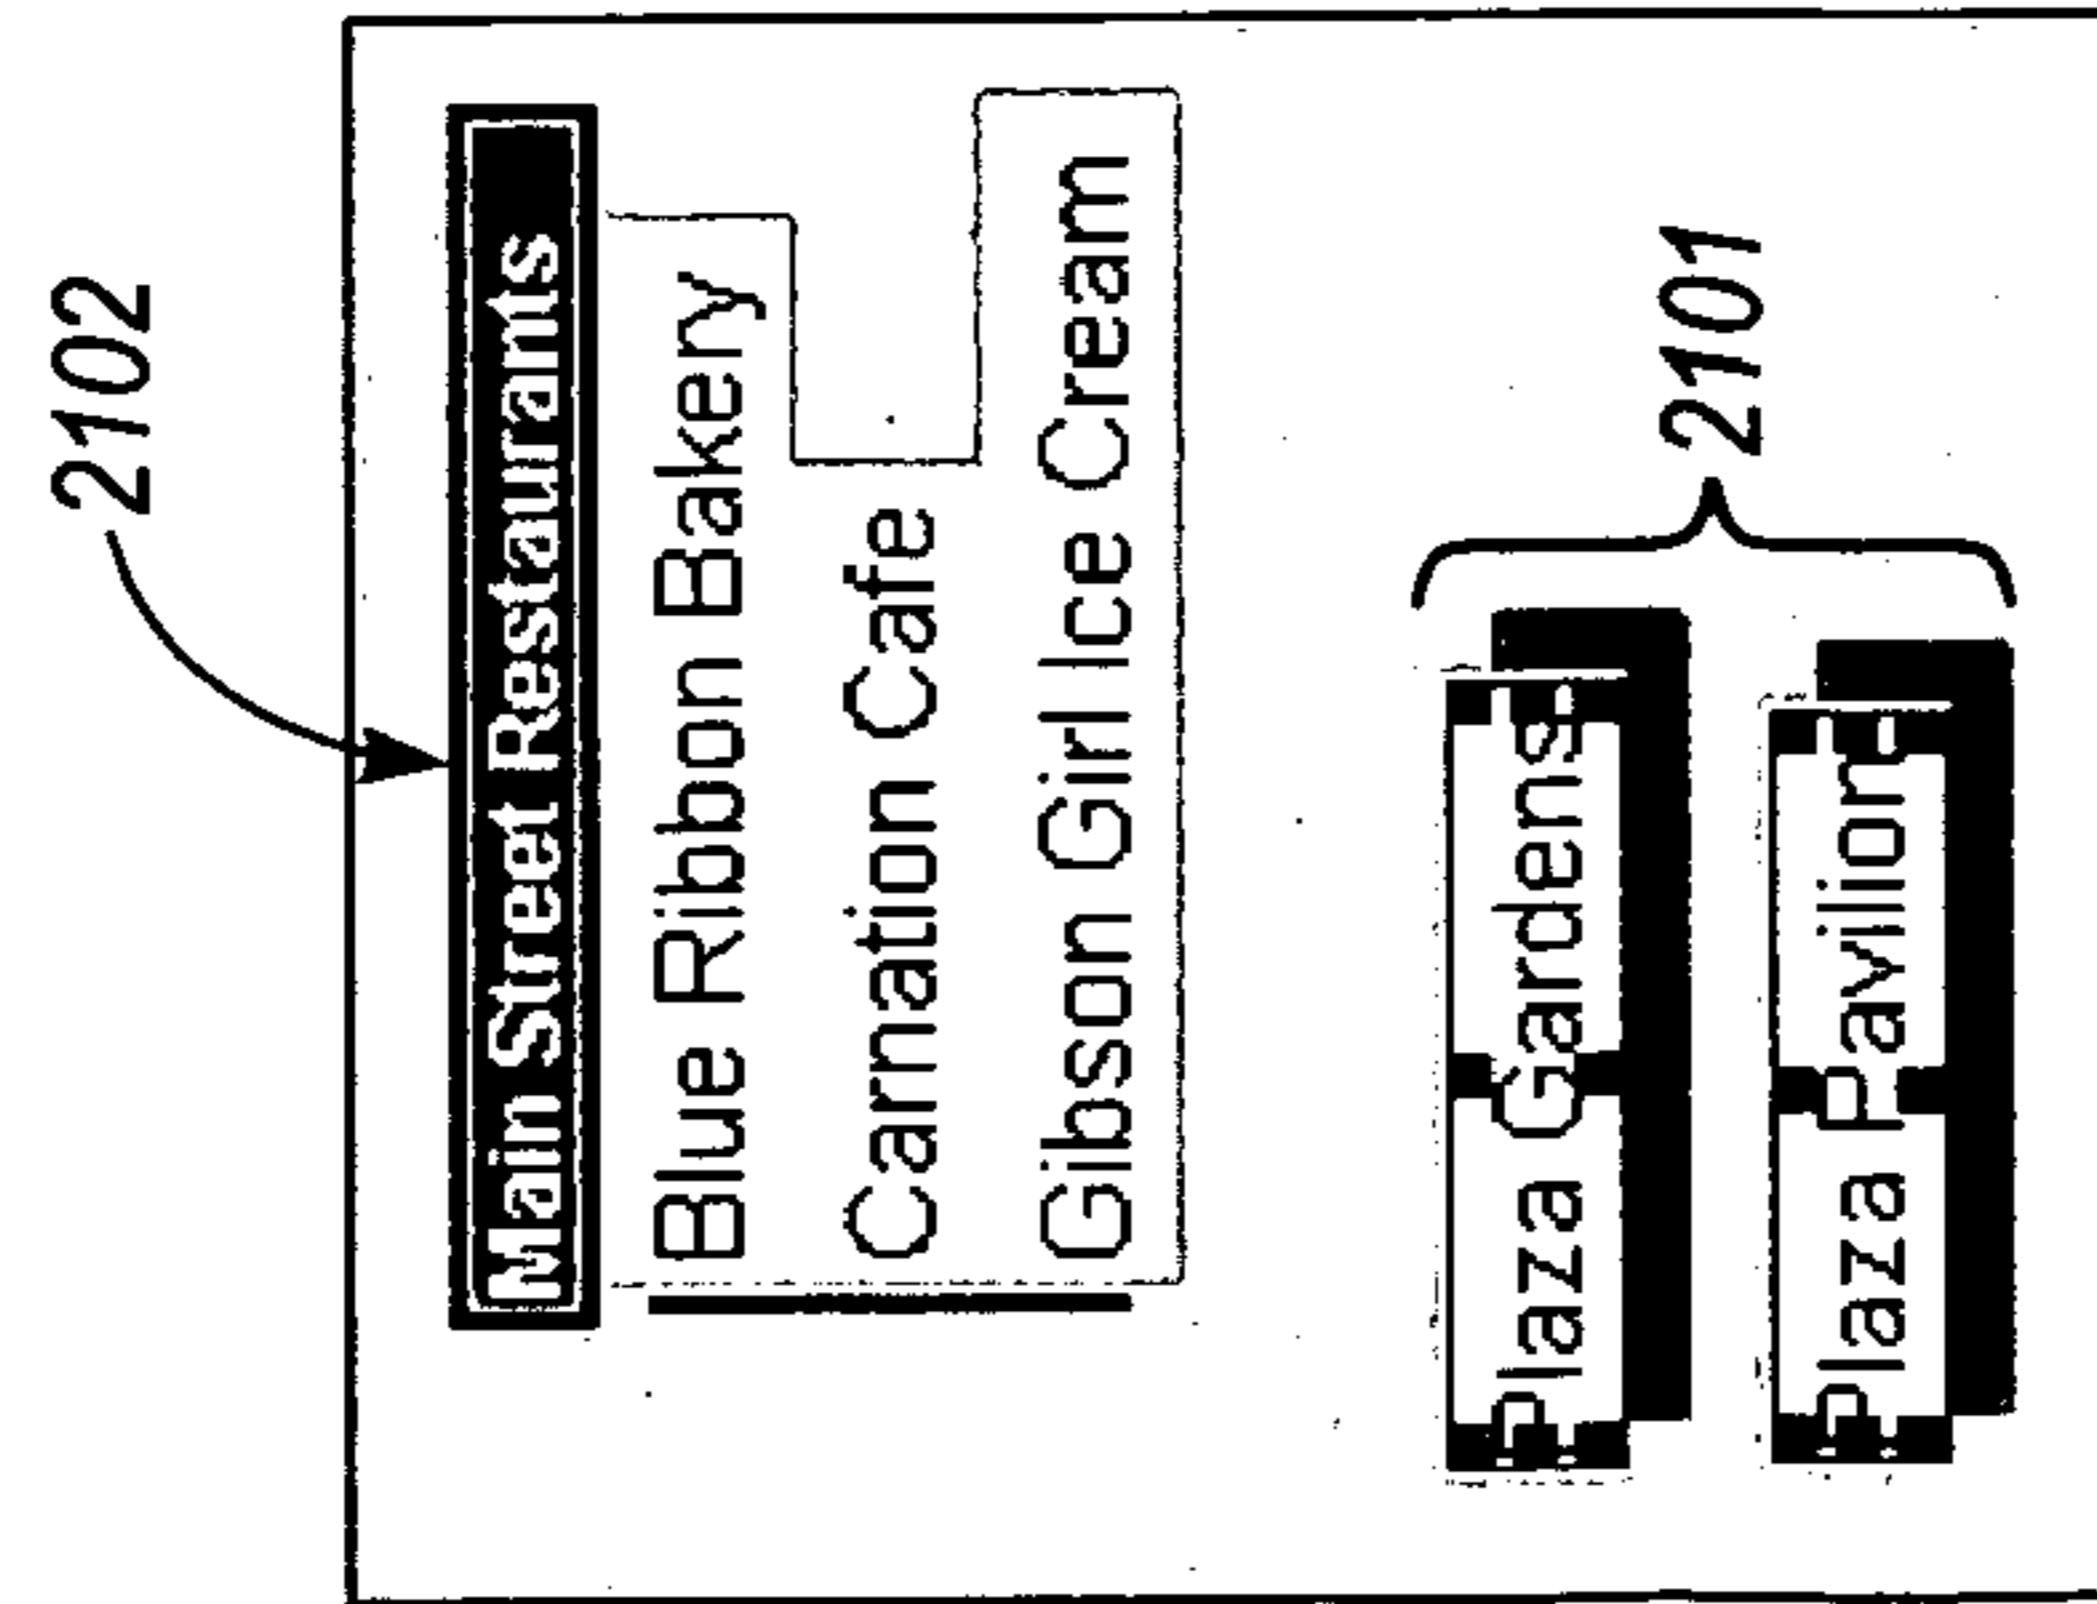 2102
Main Street Restaurants
Blue Ribbon Bakery
Carnation Cafe
Gibson Girl Ice Cream
2101
Plaza Gardens
Plaza Pavilion